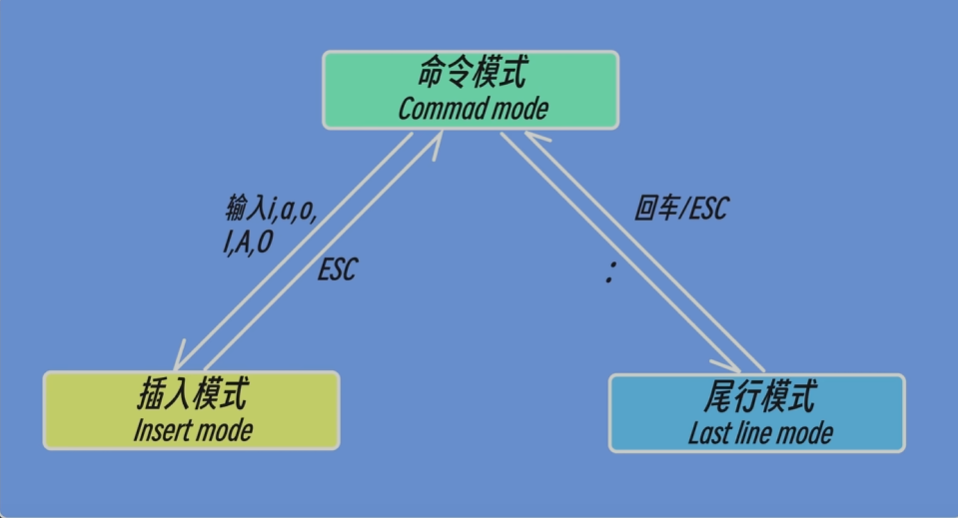 命令模式
Commad mode
输入i,a,o,
I,A,O
ESC
回车/ESC
:
插入模式
Insert mode
尾行模式
Last line mode